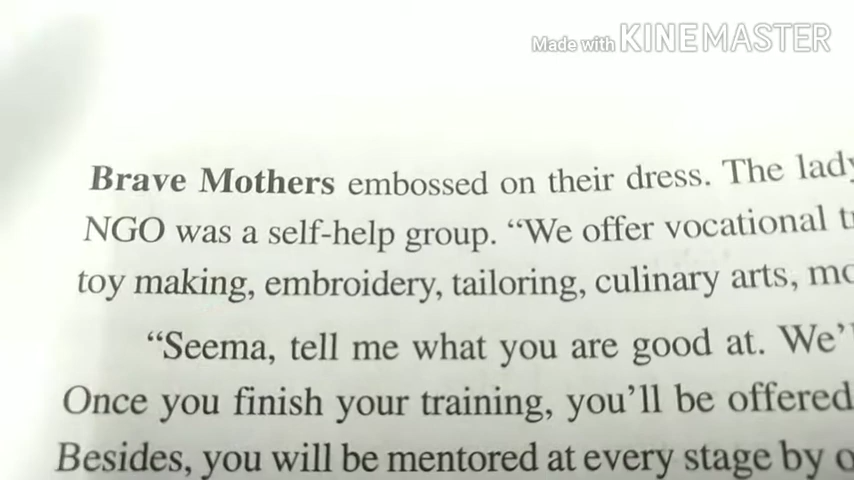 Made with KINEMASTER
Brave Mothers embossed on their dress. The lady
NGO was a self-help group. “We offer vocational
toy making, embroidery, tailoring, culinary arts,
“Seema, tell me what you are good at.
Once you finish your training, you’ll be offered
Besides, you will be mentored at every stage by